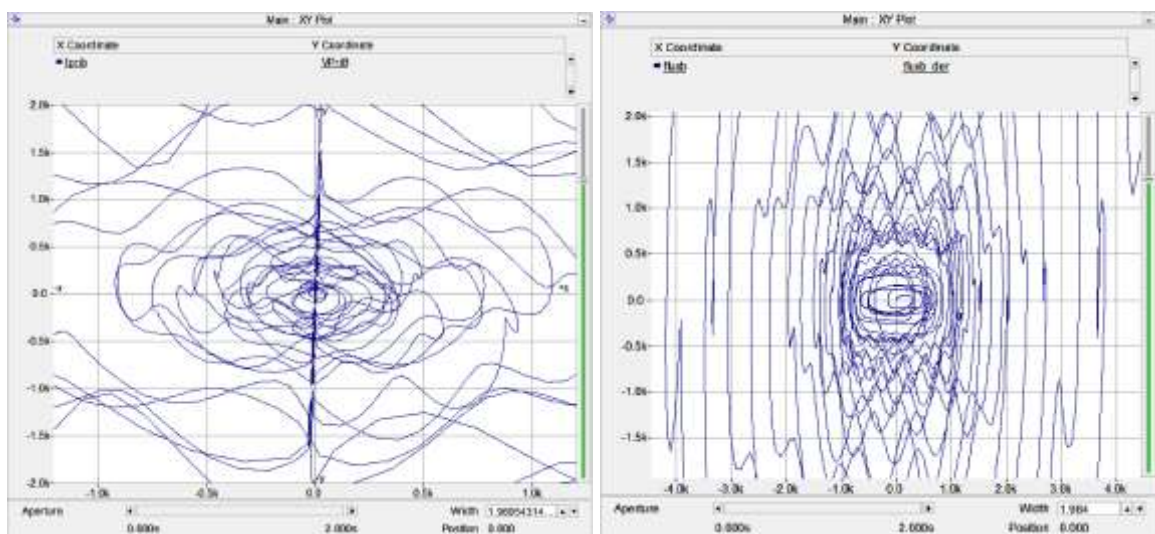 Main : XY Plot
X Coordinate Y Coordinate
Ipob
2.0k
1.5k
1.0k
0.5k
0.0
-0.5k
-1.0k
-1.5k
-2.0k
-1.0k -0.5k 0.0 0.5k 1.0k
Aperture Width
0.000s 2.000s Position 0.000
Main : XY Plot
X Coordinate Y Coordinate
fluxb fluxb_der
2.0k
1.5k
1.0k
0.5k
0.0
-0.5k
-1.0k
-1.5k
-4.0k -3.0k -2.0k -1.0k 0.0 1.0k 2.0k 3.0k 4.0k
Aperture Width 1.984
0.000s 2.000s Position 0.000